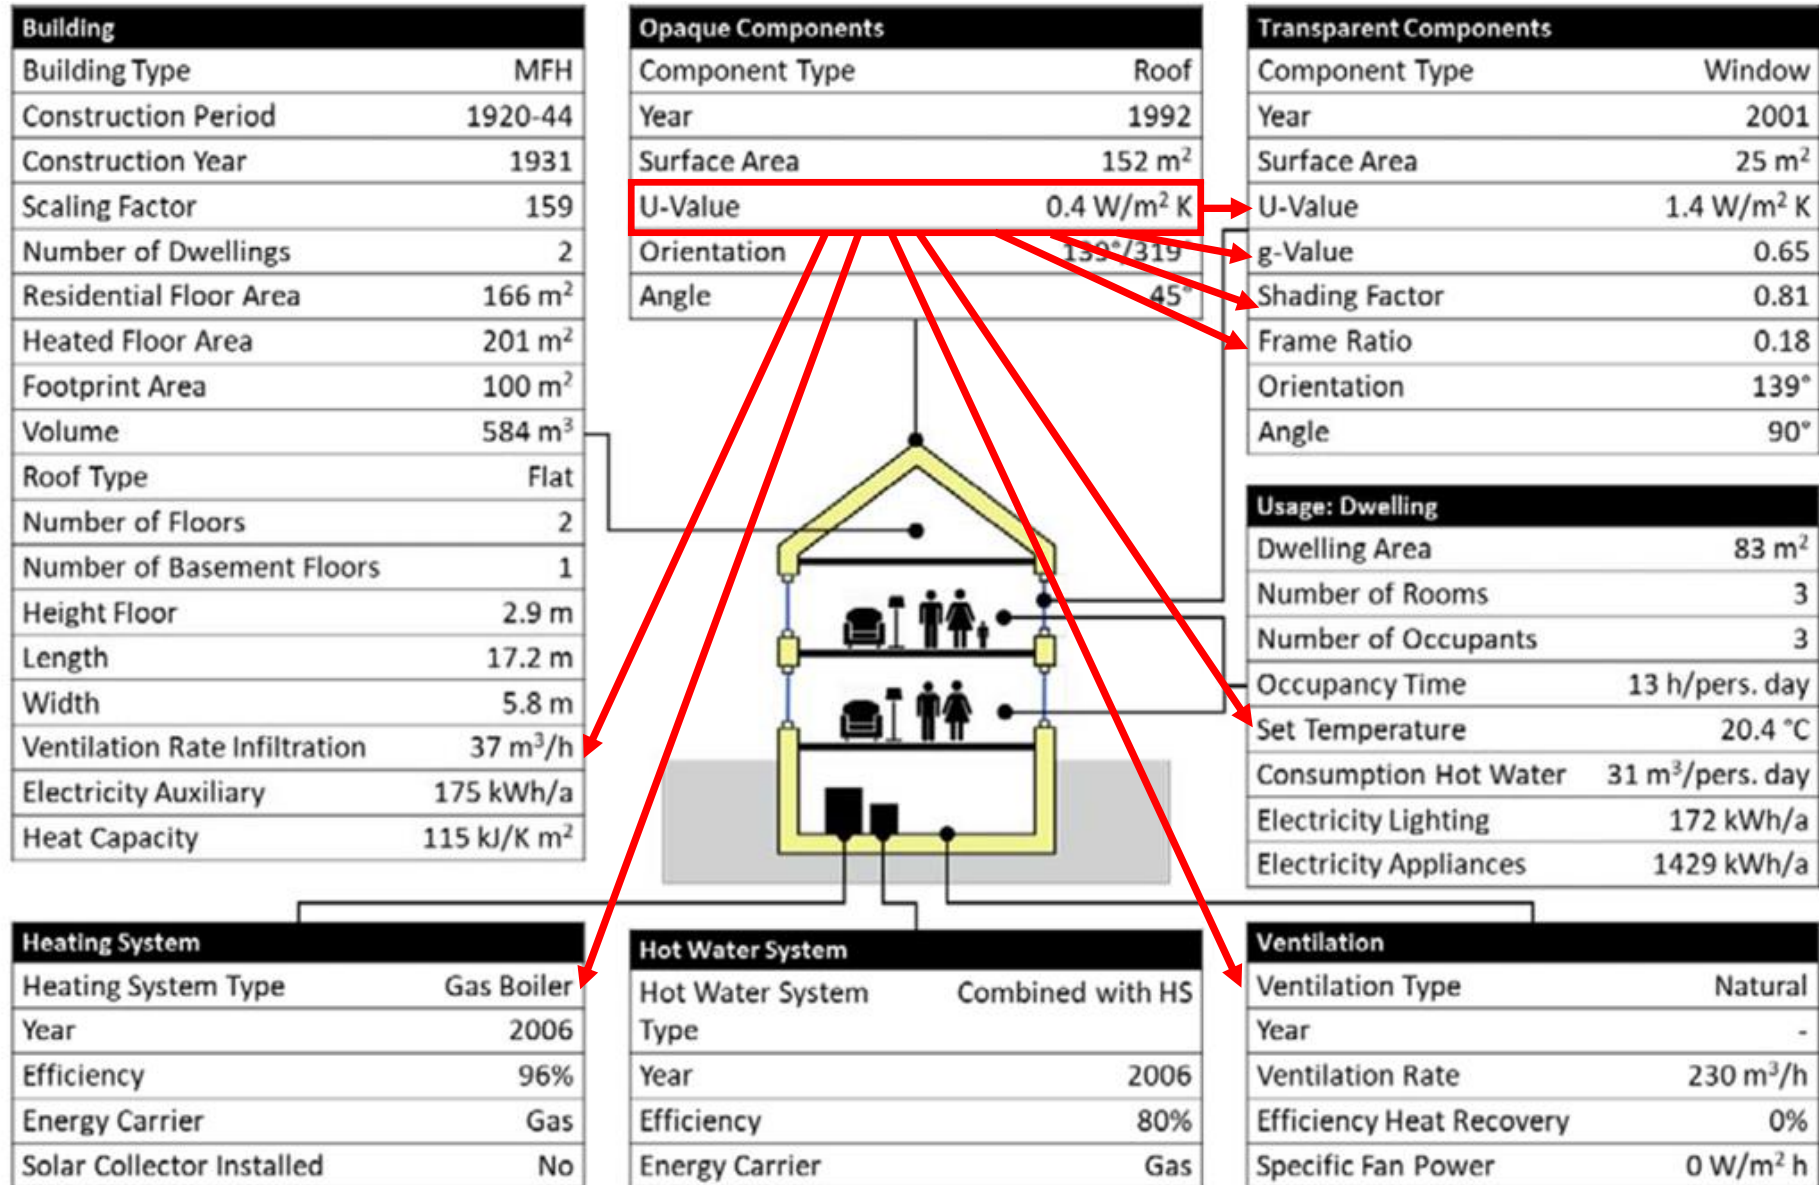 Building
Building Type MFH
Construction Period 1920-44
Construction Year 1931
Scaling Factor 159
Number of Dwellings 2
Residential Floor Area 166 m²
Heated Floor Area 201 m²
Footprint Area 100 m²
Volume 584 m³
Roof Type Flat
Number of Floors 2
Number of Basement Floors 1
Height Floor 2.9 m
Length 17.2 m
Width 5.8 m
Ventilation Rate Infiltration 37 m³/h
Electricity Auxiliary 175 kWh/a
Heat Capacity 115 kJ/K m²
Opaque Components
Component Type Roof
Year 1992
Surface Area 152 m²
U-Value 0.4 W/m² K
Orientation 139°/319°
Angle 45°
Transparent Components
Component Type Window
Year 2001
Surface Area 25 m²
U-Value 1.4 W/m² K
g-Value 0.65
Shading Factor 0.81
Frame Ratio 0.18
Orientation 139°
Angle 90°
Usage: Dwelling
Dwelling Area 83 m²
Number of Rooms 3
Number of Occupants 3
Occupancy Time 13 h/pers. day
Set Temperature 20.4 °C
Consumption Hot Water 31 m³/pers. day
Electricity Lighting 172 kWh/a
Electricity Appliances 1429 kWh/a
Heating System
Heating System Type Gas Boiler
Year 2006
Efficiency 96%
Energy Carrier Gas
Solar Collector Installed No
Hot Water System
Hot Water System Combined with HS
Type
Year 2006
Efficiency 80%
Energy Carrier Gas
Ventilation
Ventilation Type Natural
Year -
Ventilation Rate 230 m³/h
Efficiency Heat Recovery 0%
Specific Fan Power 0 W/m² h